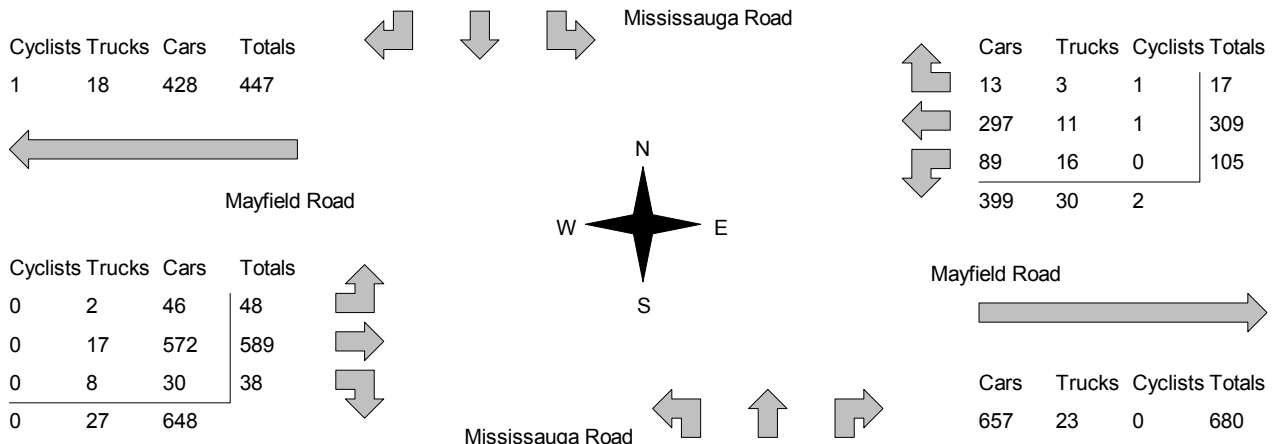 Mississauga Road
Cyclists Trucks Cars Totals
1 18 428 447
Mayfield Road
Cyclists Trucks Cars Totals
0 2 46 48
0 17 572 589
0 8 30 38
0 27 648
N
W E
S
Cars Trucks Cyclists Totals
13 3 1 17
297 11 1 309
89 16 0 105
399 30 2
Mayfield Road
Cars Trucks Cyclists Totals
657 23 0 680
Mississauga Road